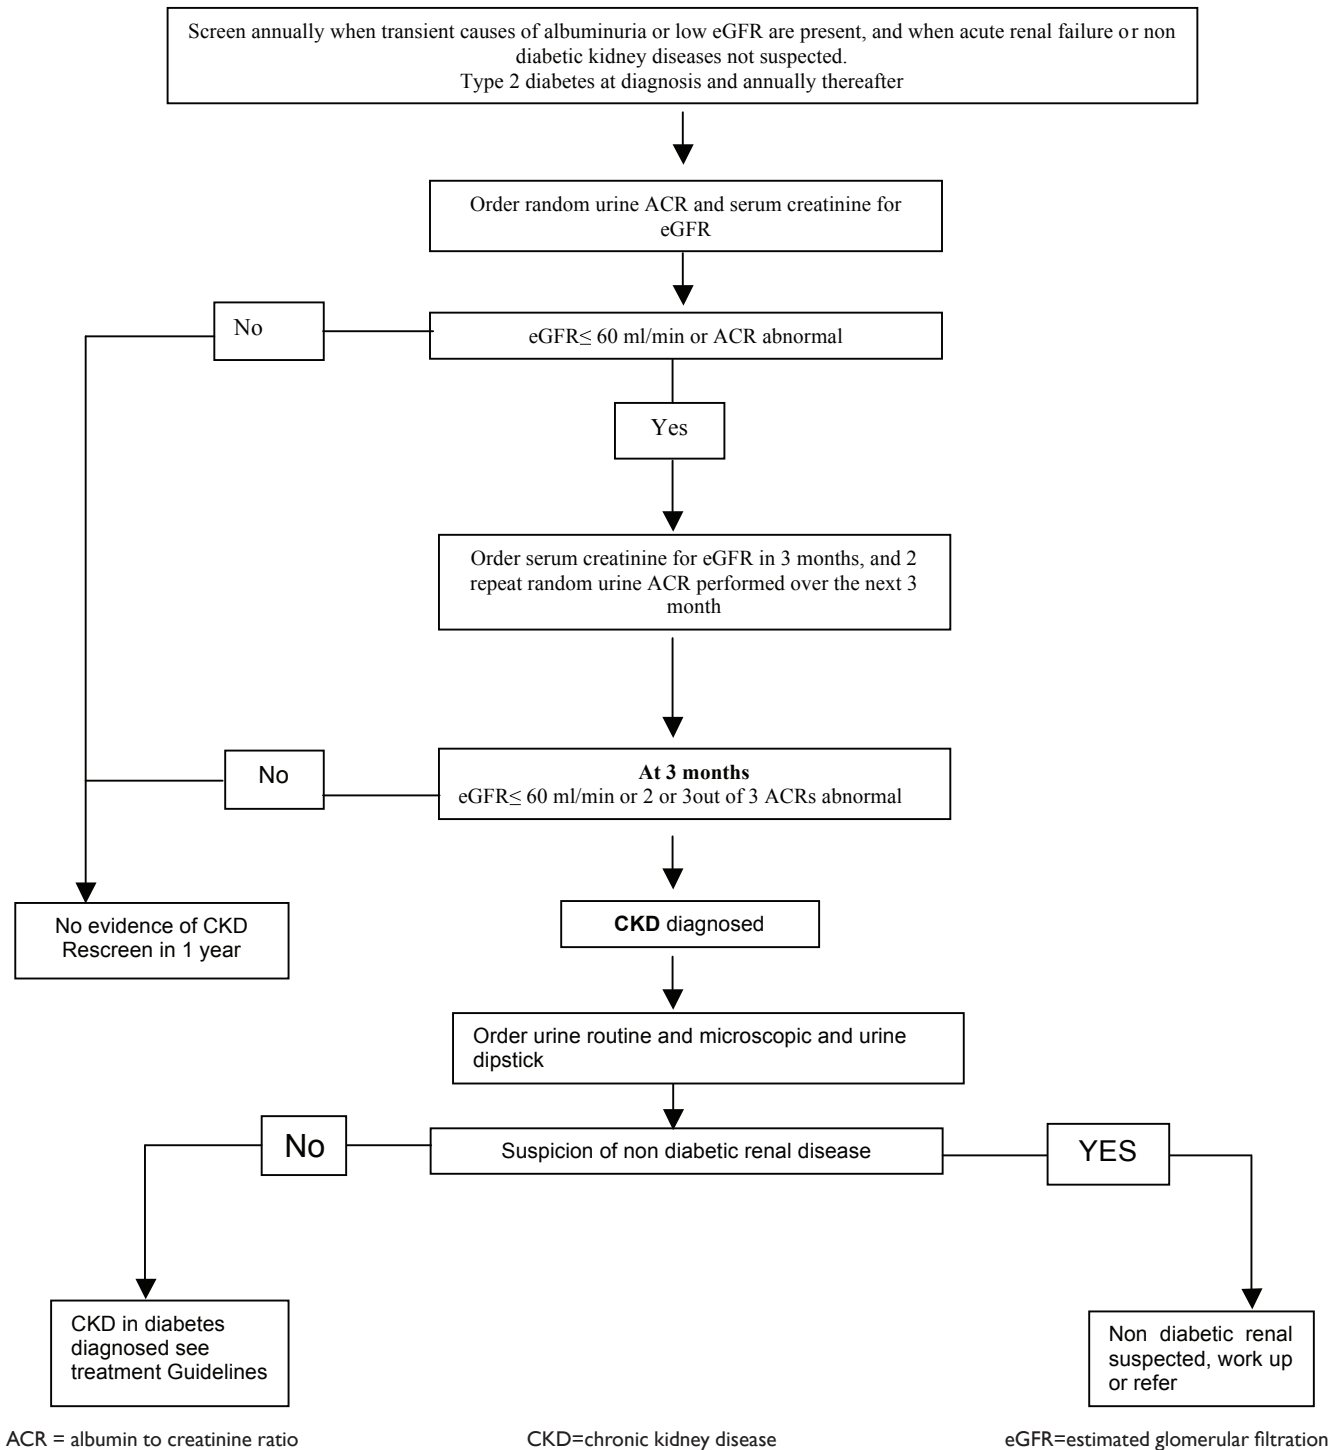 Screen annually when transient causes of albuminuria or low eGFR are present, and when acute renal failure or non
diabetic kidney diseases not suspected.
Type 2 diabetes at diagnosis and annually thereafter
Order random urine ACR and serum creatinine for
eGFR
No
eGFR≤ 60 ml/min or ACR abnormal
Yes
Order serum creatinine for eGFR in 3 months, and 2
repeat random urine ACR performed over the next 3
month
No
At 3 months
eGFR≤ 60 ml/min or 2 or 3out of 3 ACRs abnormal
No evidence of CKD
Rescreen in 1 year
CKD diagnosed
Order urine routine and microscopic and urine
dipstick
No
Suspicion of non diabetic renal disease
YES
CKD in diabetes
diagnosed see
treatment Guidelines
Non diabetic renal
suspected, work up
or refer
ACR = albumin to creatinine ratio
CKD=chronic kidney disease
eGFR=estimated glomerular filtration